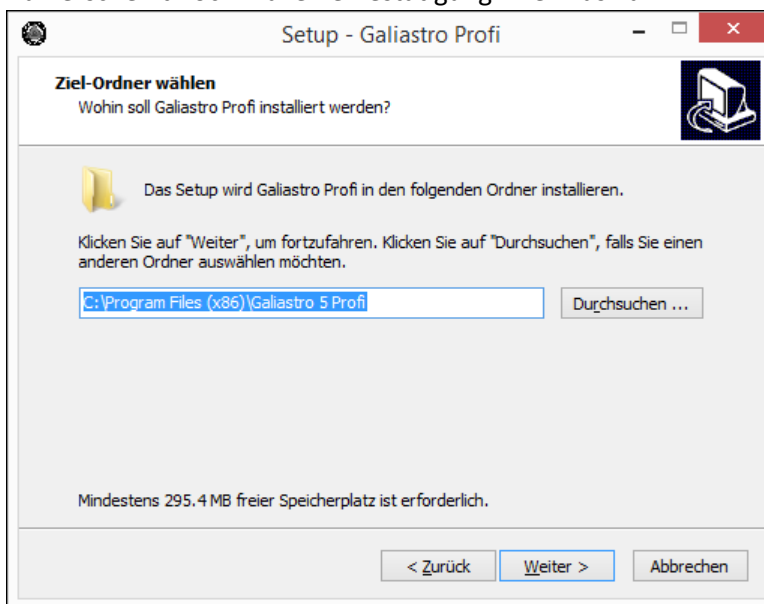 Setup - Galiastro Profi
Ziel-Ordner wählen
Wohin soll Galiastro Profi installiert werden?
Das Setup wird Galiastro Profi in den folgenden Ordner installieren.
Klicken Sie auf "Weiter", um fortzufahren. Klicken Sie auf "Durchsuchen", falls Sie einen
anderen Ordner auswählen möchten.
C:\Program Files (x86)\Galiastro 5 Profi
Durchsuchen ...
Mindestens 295.4 MB freier Speicherplatz ist erforderlich.
< Zurück
Weiter >
Abbrechen